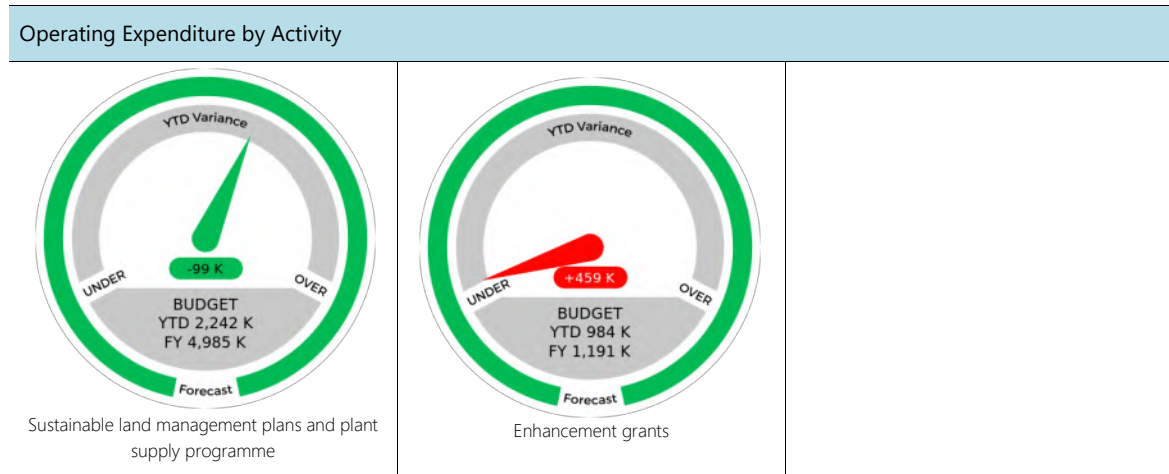 Operating Expenditure by Activity
YTD Variance
-99 K
UNDER
OVER
BUDGET
YTD 2,242 K
FY 4,985 K
Forecast
Sustainable land management plans and plant
supply programme
YTD Variance
+459 K
UNDER
OVER
BUDGET
YTD 984 K
FY 1,191 K
Forecast
Enhancement grants